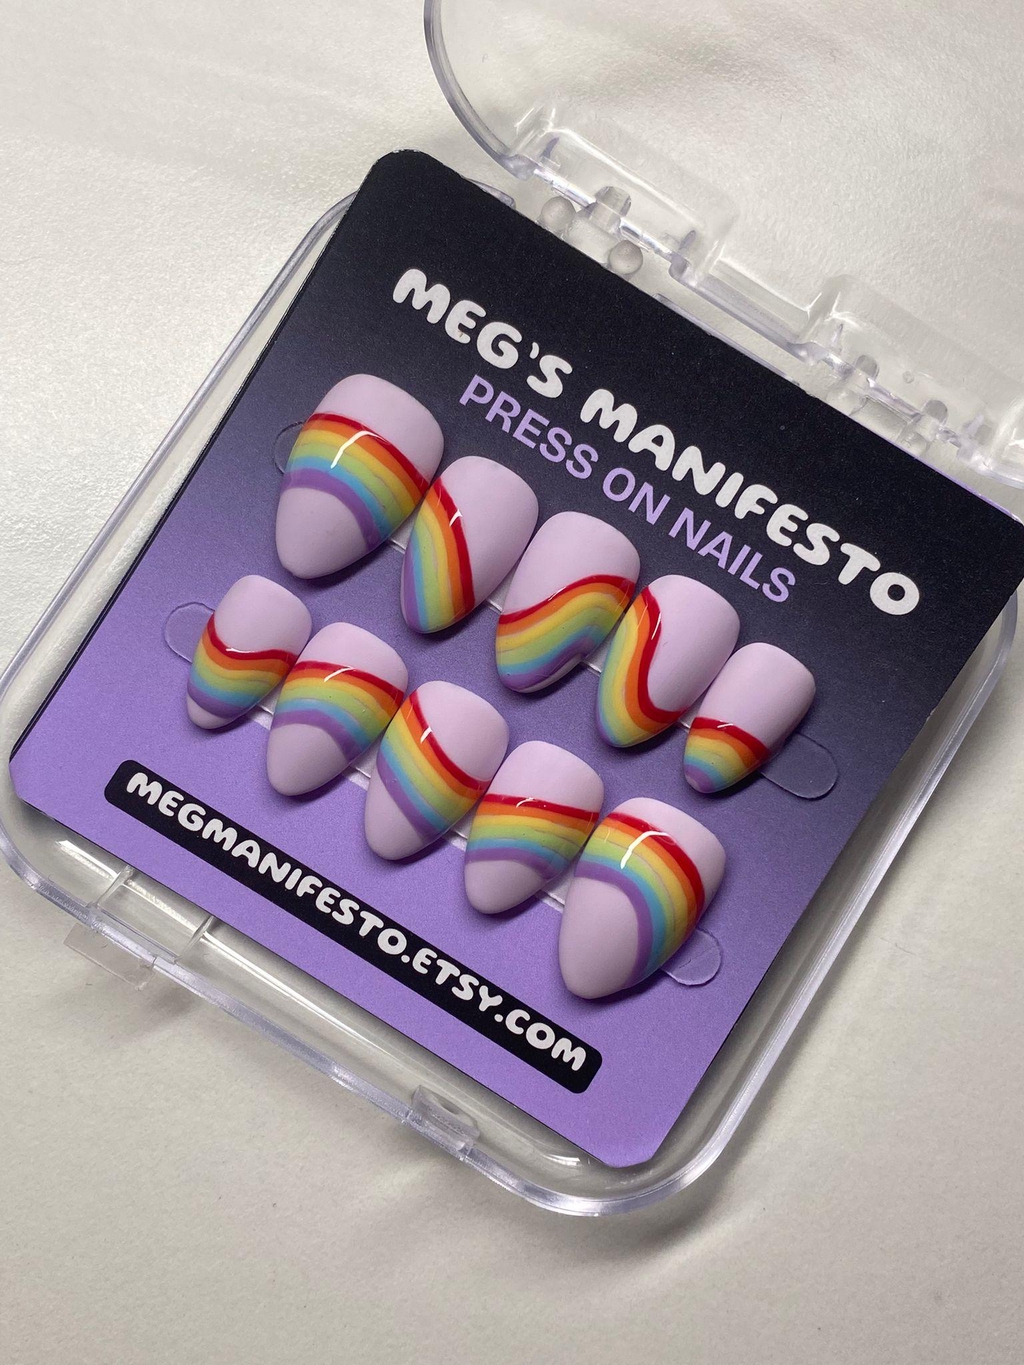 MEG'S MANIFESTO
PRESS ON NAILS
MEGMANIFESTO.ETSY.COM